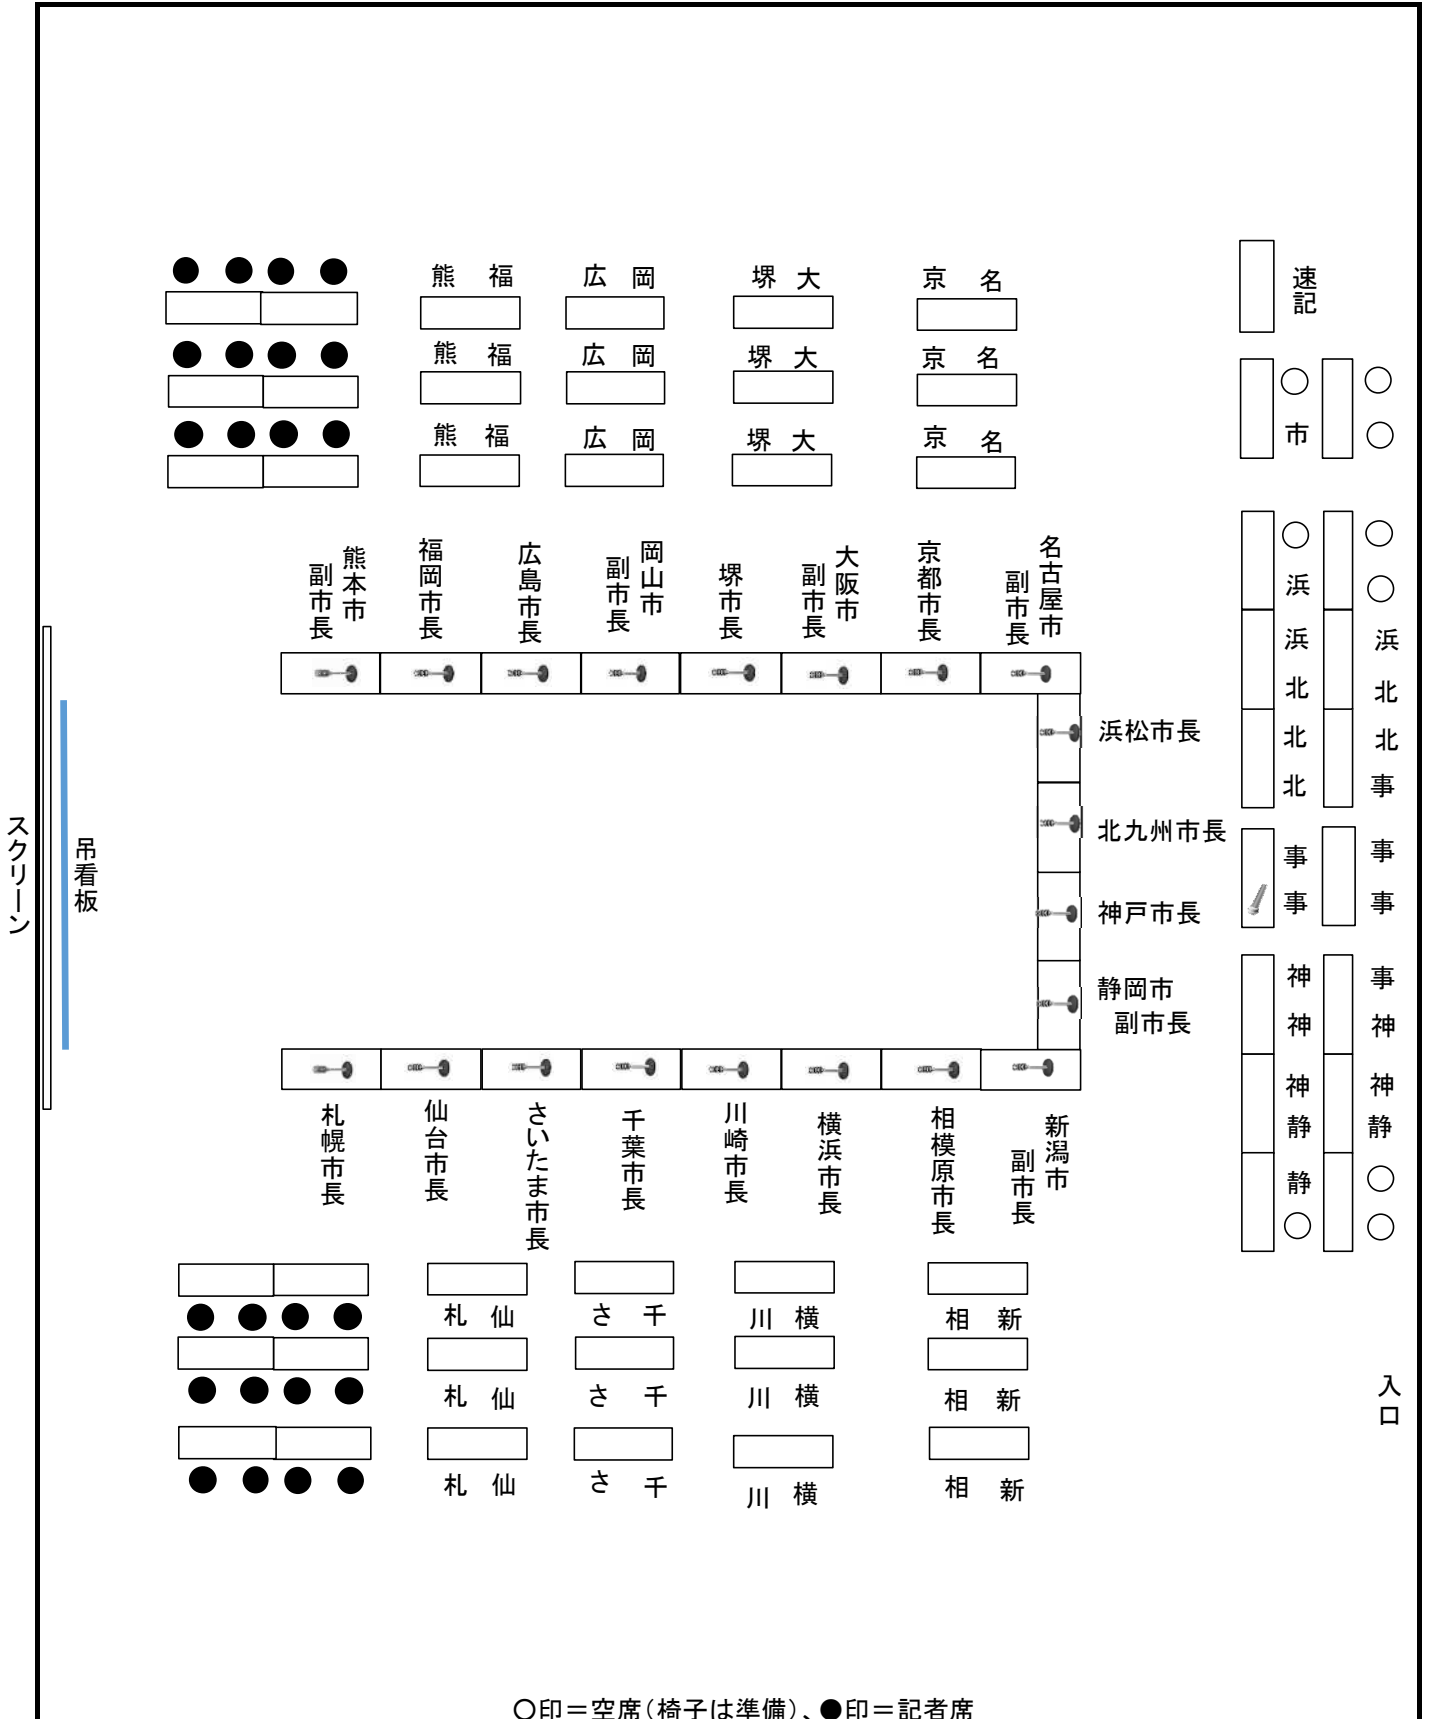 ●●●●
熊 福
広 岡
堺 大
京 名
速記
●●●●
熊 福
広 岡
堺 大
京 名
○
○
●●●●
熊 福
広 岡
堺 大
京 名
市
○
熊本市
副市長
福岡市長
広島市長
岡山市
副市長
堺市長
大阪市
副市長
京都市長
名古屋市
副市長
○
○
浜
○
浜
浜
北
北
北
北
北
事
浜松市長
北九州市長
神戸市長
静岡市
副市長
事
事
事
事
神
事
神
神
神
神
静
静
静
○
○
○
スクリーン
吊看板
札幌市長
仙台市長
さいたま市長
千葉市長
川崎市長
横浜市長
相模原市長
新潟市
副市長
●●●●
札 仙
さ 千
川 横
相 新
●●●●
札 仙
さ 千
川 横
相 新
●●●●
札 仙
さ 千
川 横
相 新
入口
○印＝空席(椅子は準備)、●印＝記者席